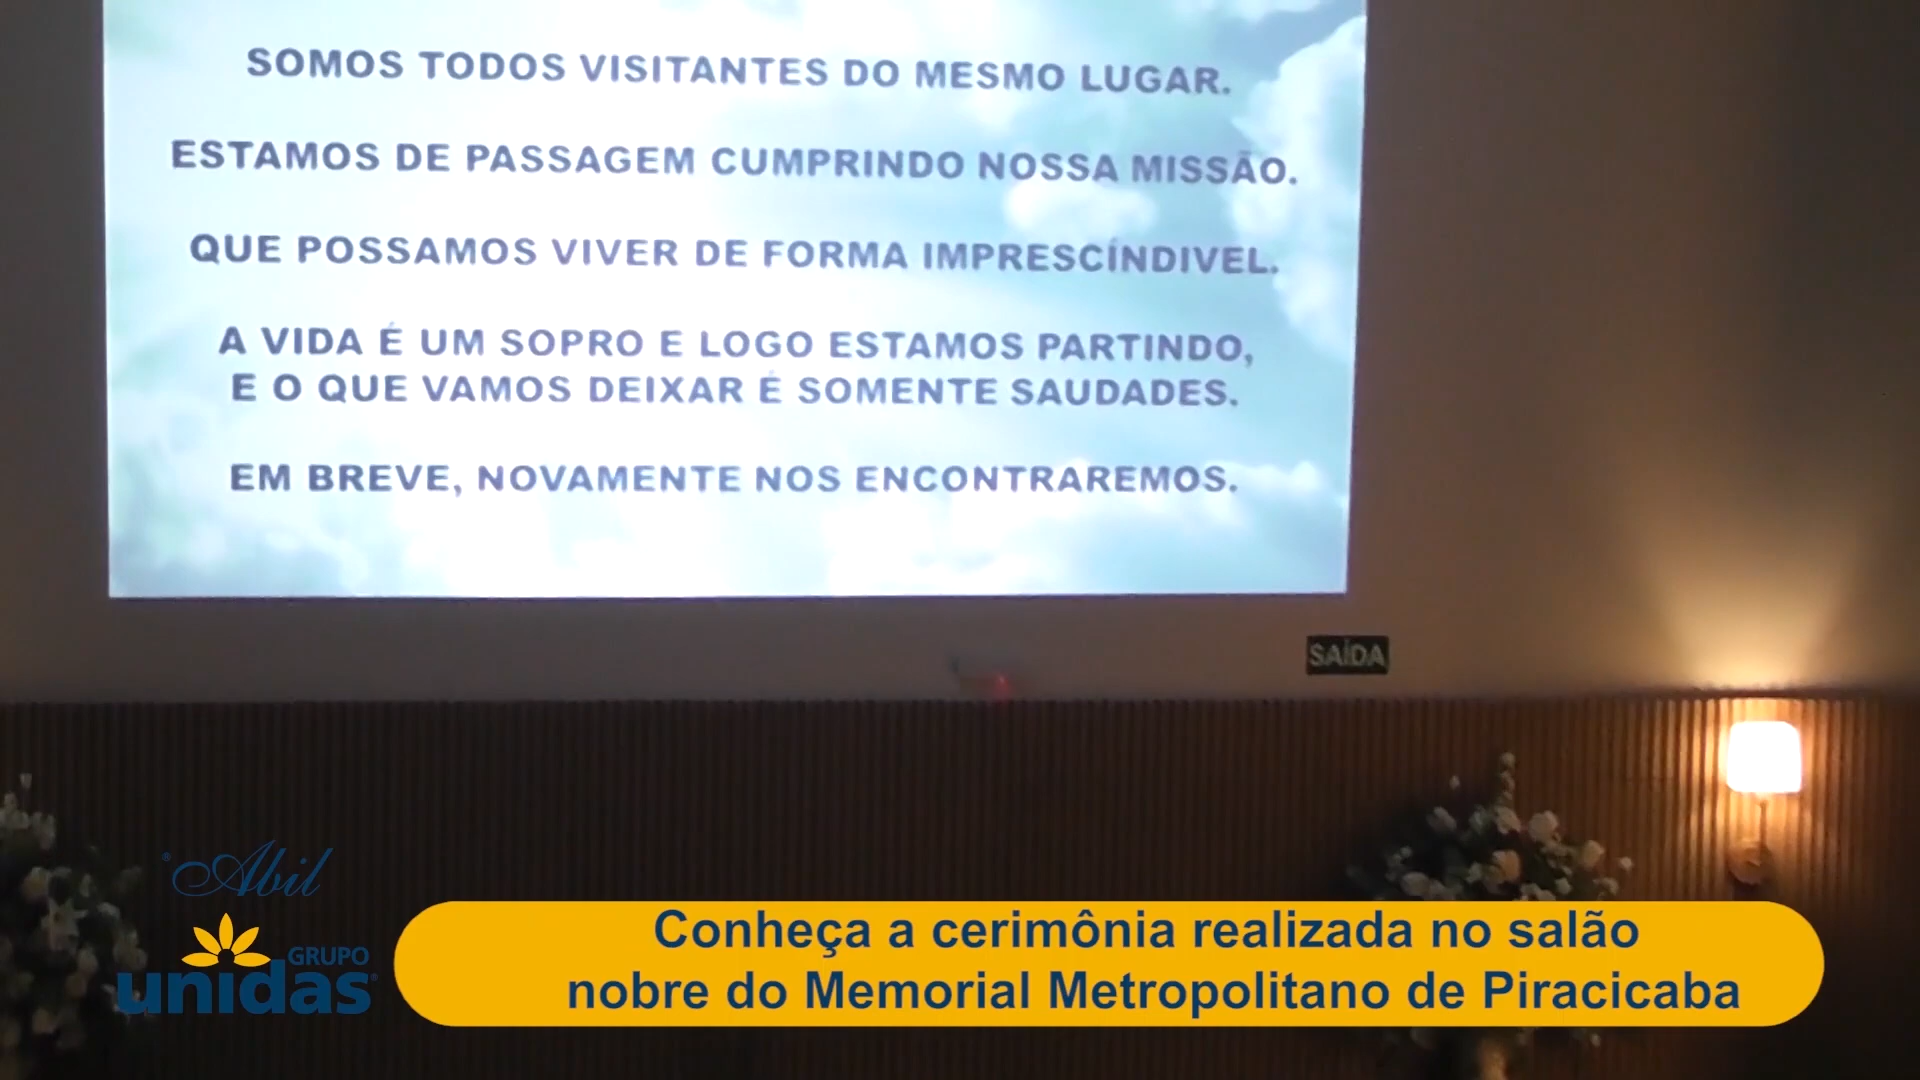 SOMOS TODOS VISITANTES DO MESMO LUGAR.
ESTAMOS DE PASSAGEM CUMPRINDO NOSSA MISSÃO.
QUE POSSAMOS VIVER DE FORMA IMPRESCÍNDIVEL.
A VIDA É UM SOPRO E LOGO ESTAMOS PARTINDO,
E O QUE VAMOS DEIXAR É SOMENTE SAUDADES.
EM BREVE, NOVAMENTE NOS ENCONTRAREMOS.
SAÍDA
® Abil
GRUPO
unidas®
Conheça a cerimônia realizada no salão
nobre do Memorial Metropolitano de Piracicaba